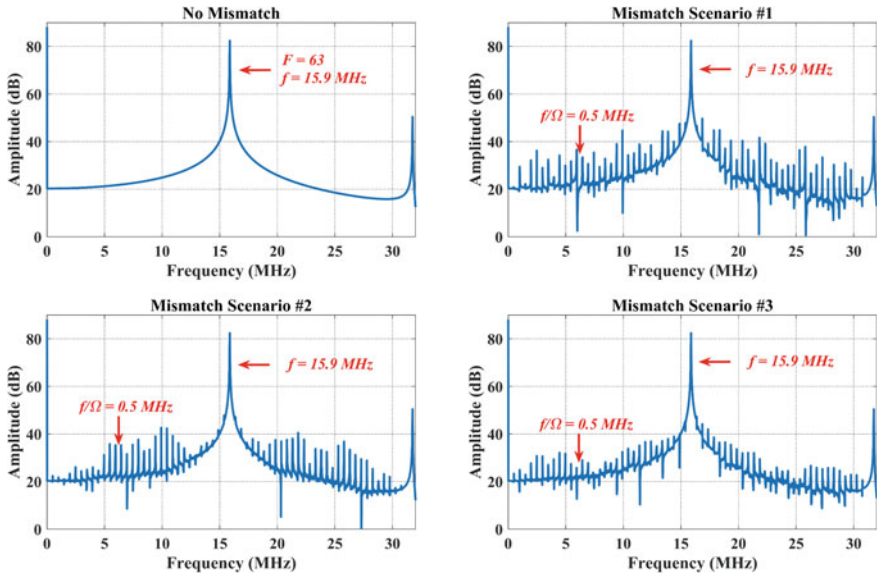 No Mismatch
Amplitude (dB)
80
60
40
20
0
F = 63
f = 15.9 MHz
0 5 10 15 20 25 30
Frequency (MHz)
Mismatch Scenario #1
Amplitude (dB)
80
60
40
20
0
f = 15.9 MHz
f/Ω = 0.5 MHz
0 5 10 15 20 25 30
Frequency (MHz)
Mismatch Scenario #2
Amplitude (dB)
80
60
40
20
0
f = 15.9 MHz
f/Ω = 0.5 MHz
0 5 10 15 20 25 30
Frequency (MHz)
Mismatch Scenario #3
Amplitude (dB)
80
60
40
20
0
f = 15.9 MHz
f/Ω = 0.5 MHz
0 5 10 15 20 25 30
Frequency (MHz)